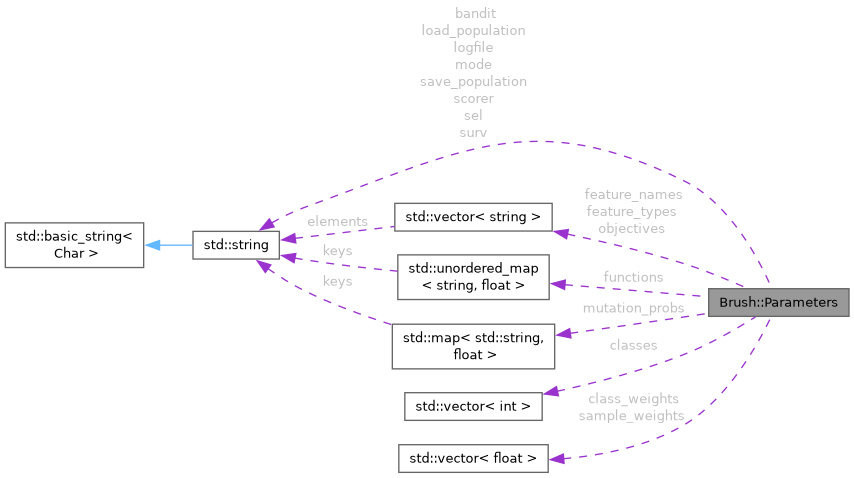 bandit
load_population
logfile
mode
save_population
scorer
sel
surv
feature_names
feature_types
objectives
elements
std::vector< string >
std::basic_string<
Char >
std::string
keys
std::unordered_map
< string, float >
functions
Brush::Parameters
keys
mutation_probs
std::map< std::string,
float >
classes
std::vector< int >
class_weights
sample_weights
std::vector< float >